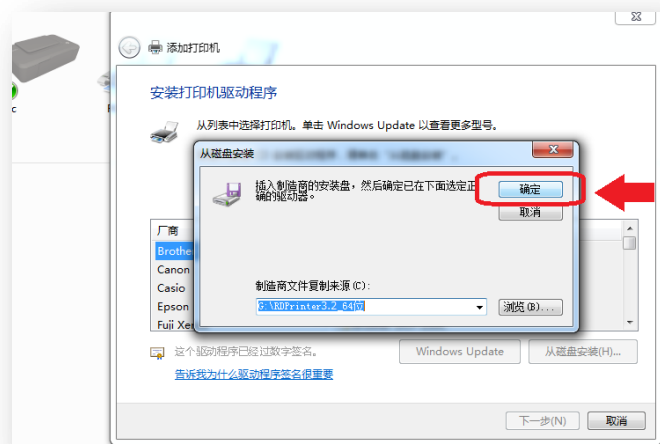 添加打印机
安装打印机驱动程序
从列表中选择打印机。单击 Windows Update 以查看更多型号。
从磁盘安装
插入制造商的安装盘，然后确定已在下面选定正
确的驱动器。
确定
取消
厂商
Brother
Canon
Casio
Epson
Fuji Xer
制造商文件复制来源(C):
G:\RDPrinter3.2_64位
浏览(B)...
这个驱动程序已经过数字签名。
告诉我为什么驱动程序签名很重要
Windows Update
从磁盘安装(H)...
下一步(N)
取消